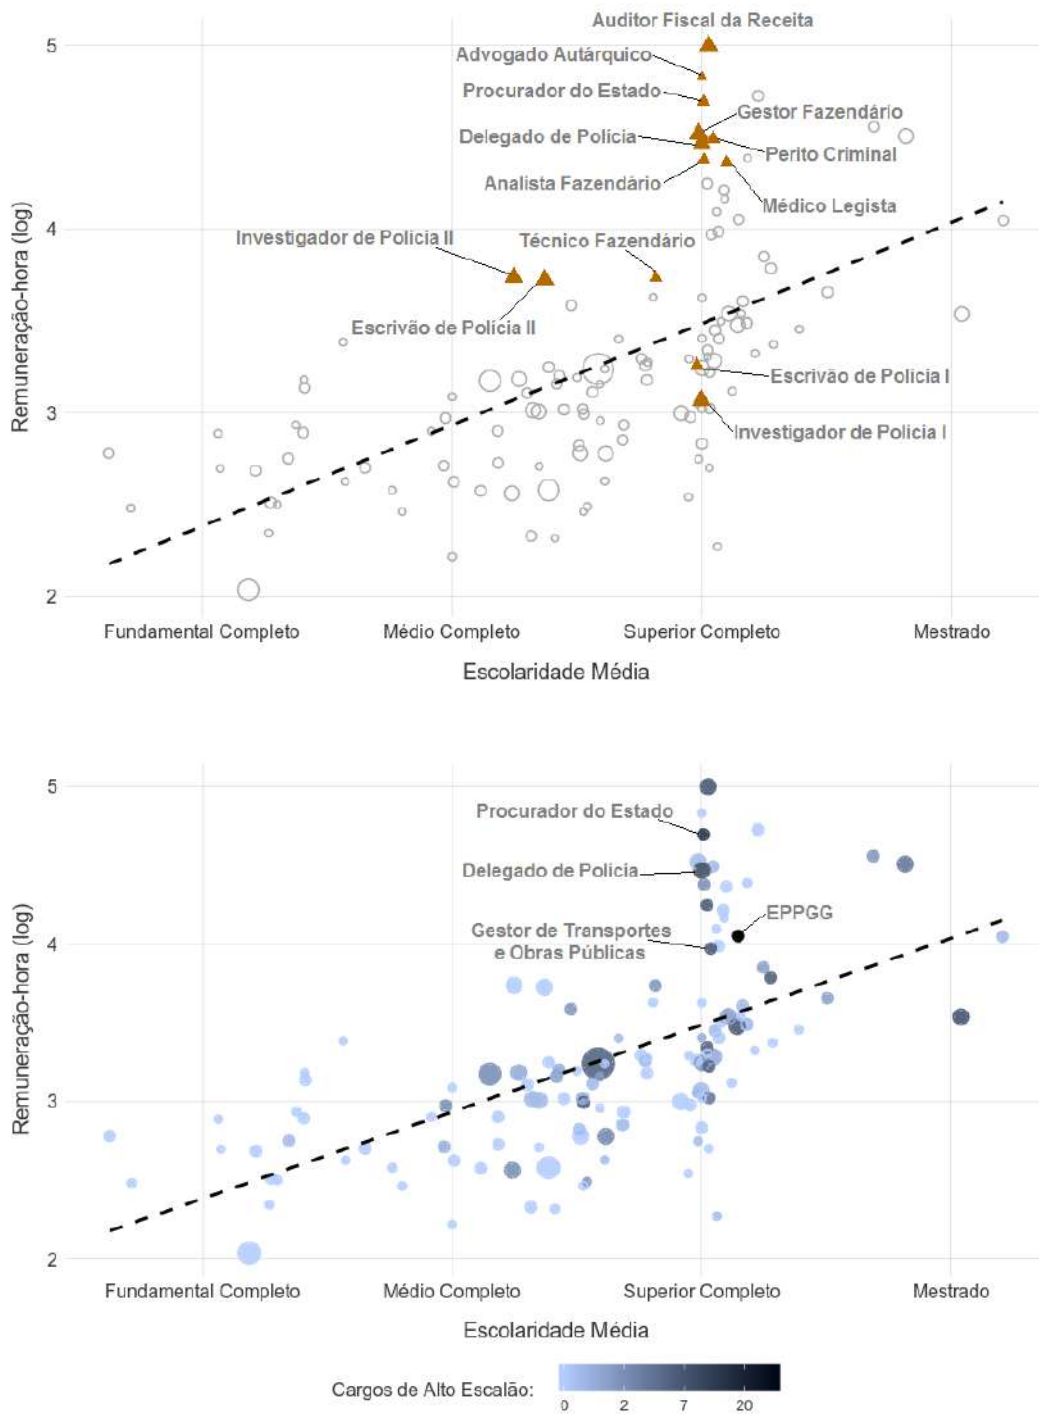 Auditor Fiscal da Receita
5
Advogado Autárquico
Procurador do Estado
Gestor Fazendário
Delegado de Polícia
Perito Criminal
Analista Fazendário
Médico Legista
4
Investigador de Polícia II
Técnico Fazendário
Escrivão de Polícia II
Remuneração-hora (log)
Escrivão de Polícia I
3
Investigador de Polícia I
2
Fundamental Completo
Médio Completo
Superior Completo
Mestrado
Escolaridade Média
5
Procurador do Estado
Delegado de Polícia
EPPGG
Gestor de Transportes
e Obras Públicas
4
Remuneração-hora (log)
3
2
Fundamental Completo
Médio Completo
Superior Completo
Mestrado
Escolaridade Média
Cargos de Alto Escalão:
0 2 7 20